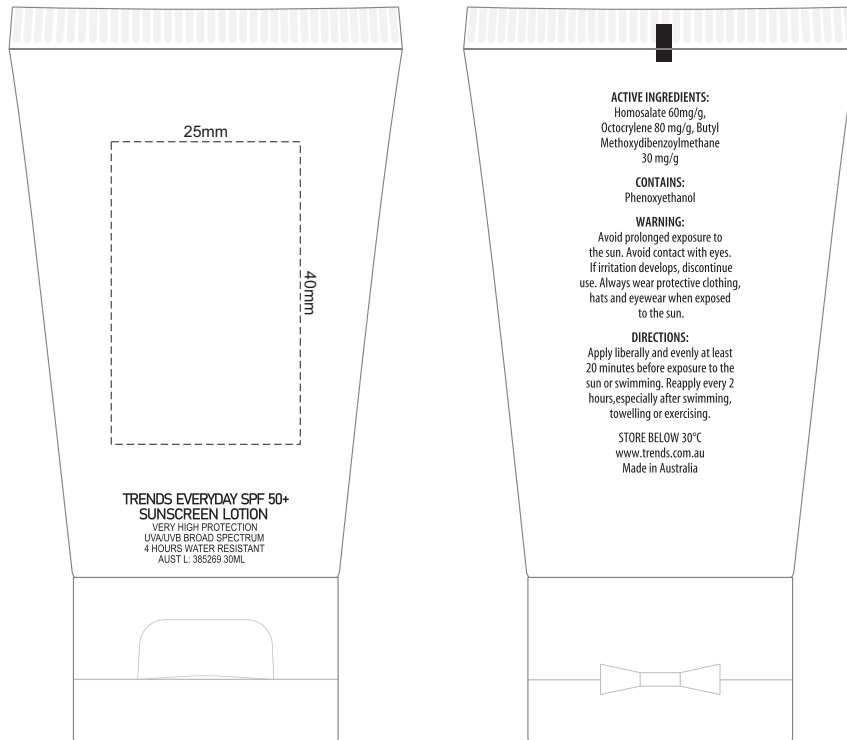 25mm
40mm
TRENDS EVERYDAY SPF 50+
SUNSCREEN LOTION
VERY HIGH PROTECTION
UVA/UVB BROAD SPECTRUM
4 HOURS WATER RESISTANT
AUST L: 385269 30ML
ACTIVE INGREDIENTS:
Homosalate 60mg/g,
Octocrylene 80 mg/g, Butyl
Methoxydibenzoylmethane
30 mg/g
CONTAINS:
Phenoxyethanol
WARNING:
Avoid prolonged exposure to
the sun. Avoid contact with eyes.
If irritation develops, discontinue
use. Always wear protective clothing,
hats and eyewear when exposed
to the sun.
DIRECTIONS:
Apply liberally and evenly at least
20 minutes before exposure to the
sun or swimming. Reapply every 2
hours,especially after swimming,
towelling or exercising.
STORE BELOW 30°C
www.trends.com.au
Made in Australia